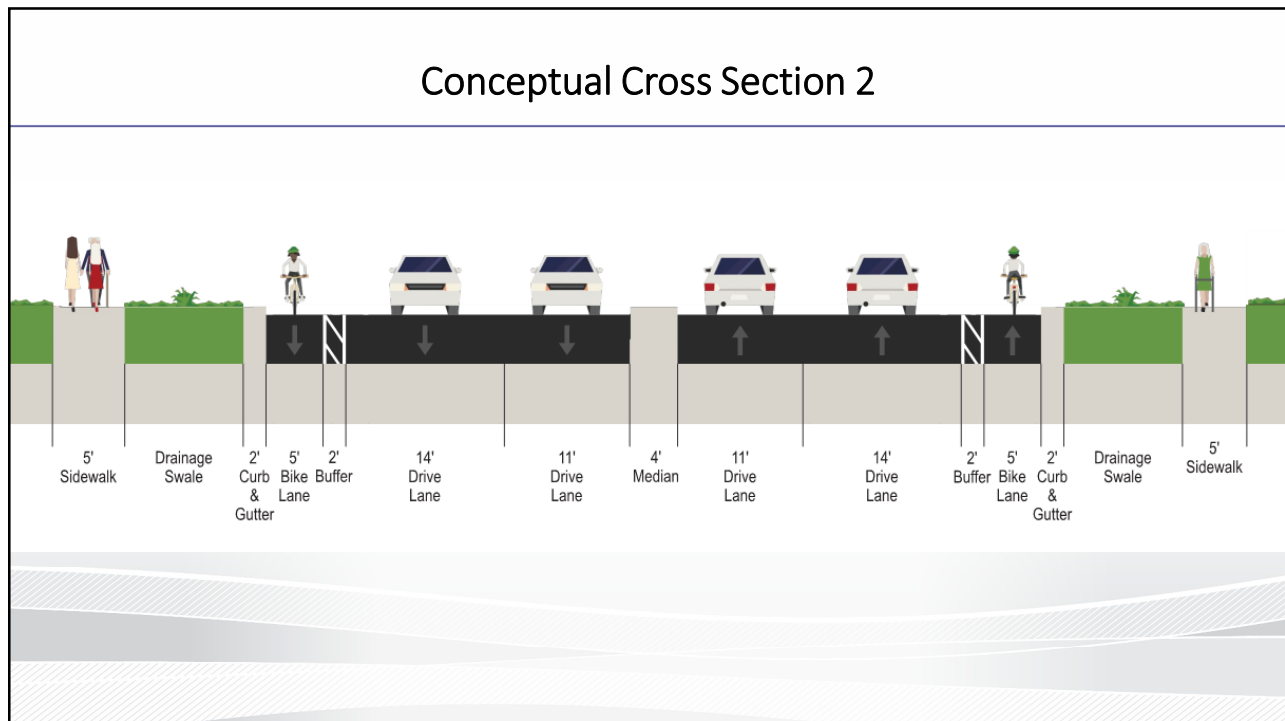 Conceptual Cross Section 2
5'
Sidewalk
Drainage
Swale
2'
Curb
&
Gutter
5'
Bike
Lane
2'
Buffer
14'
Drive
Lane
11'
Drive
Lane
4'
Median
11'
Drive
Lane
14'
Drive
Lane
2'
Buffer
5'
Bike
Lane
2'
Curb
&
Gutter
Drainage
Swale
5'
Sidewalk